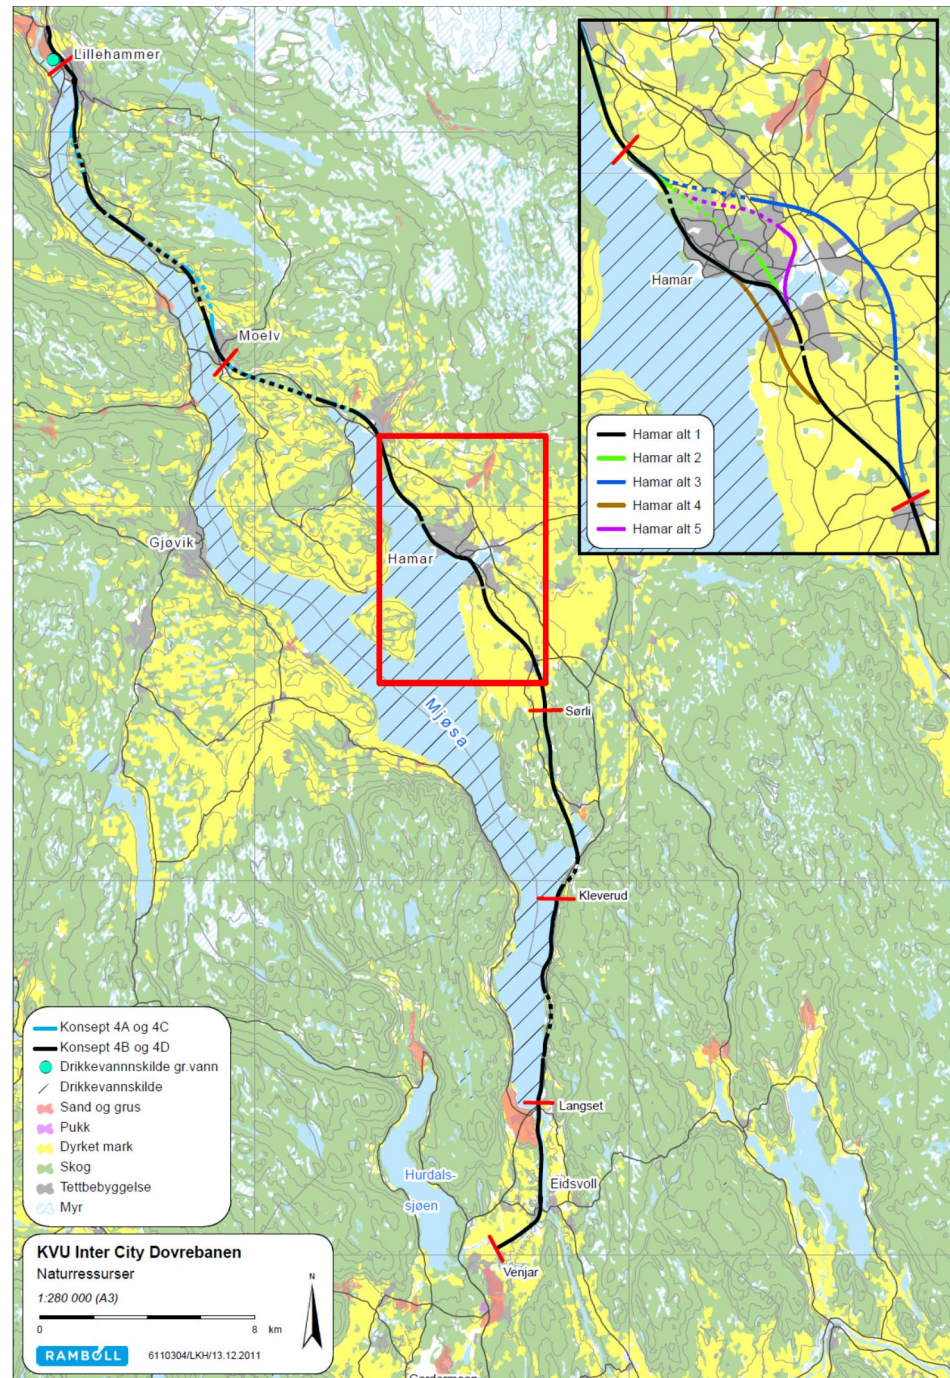 Lillehammer
Moelv
Gjøvik
Hamar
Mjøsa
Sørli
Kleverud
Langset
Eidsvoll
Hurdals-
sjøen
Venjar
Hamar
Hamar alt 1
Hamar alt 2
Hamar alt 3
Hamar alt 4
Hamar alt 5
Konsept 4A og 4C
Konsept 4B og 4D
Drikkevannnskilde gr.vann
Drikkevannskilde
Sand og grus
Pukk
Dyrket mark
Skog
Tettbebyggelse
Myr
KVU Inter City Dovrebanen
Naturressurser
1:280 000 (A3)
N
0 8 km
RAMBOLL 6110304/LKH/13.12.2011